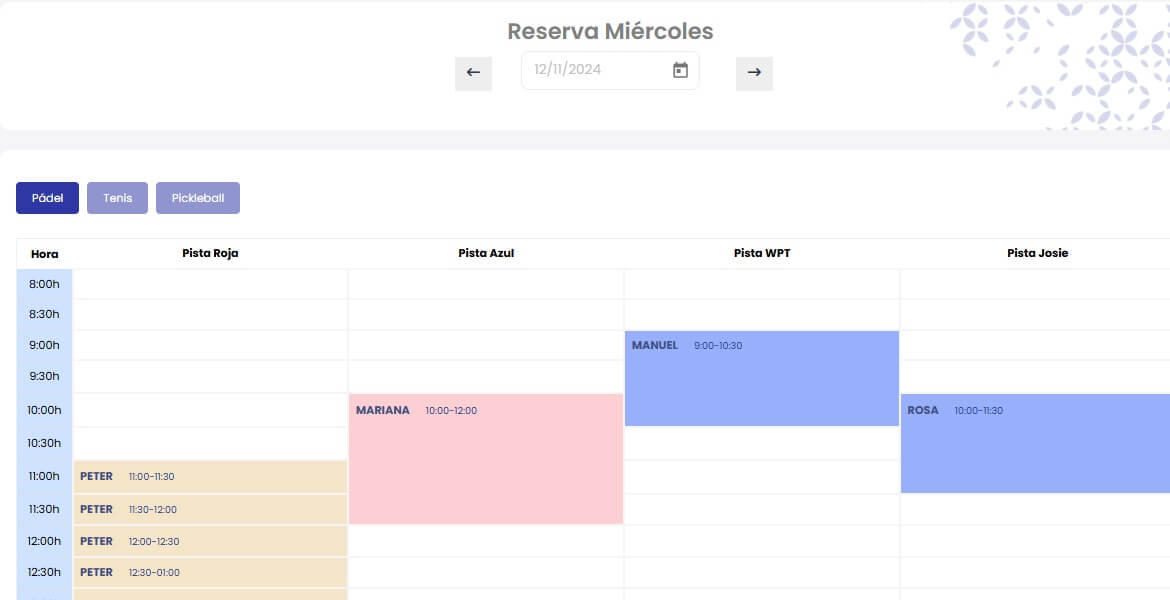 Reserva Miércoles
12/11/2024
Pádel Tenis Pickleball
Hora Pista Roja Pista Azul Pista WPT Pista Josie
8:00h
8:30h
9:00h MANUEL 9:00-10:30
9:30h
10:00h MARIANA 10:00-12:00 ROSA 10:00-11:30
10:30h
11:00h PETER 11:00-11:30
11:30h PETER 11:30-12:00
12:00h PETER 12:00-12:30
12:30h PETER 12:30-01:00